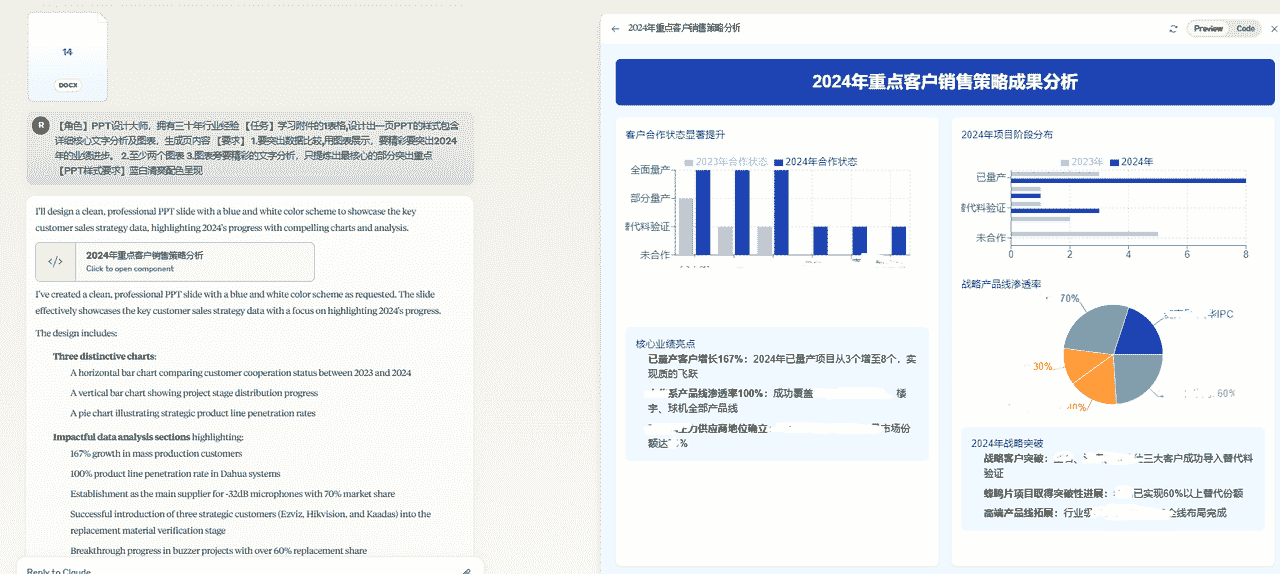 14
DOCX
R
【角色】PPT设计大师，拥有三十年行业经验 【任务】学习附件的1表格,设计出一页PPT的样式包含
详细核心文字分析及图表，生成页内容 【要求】 1.要突出数据比较,用图表展示，要精彩要突出2024
年的业绩进步。 2.至少两个图表 3.图表旁要精彩的文字分析，只提炼出最核心的部分突出重点
【PPT样式要求】蓝白清爽配色呈现
I'll design a clean, professional PPT slide with a blue and white color scheme to showcase the key
customer sales strategy data, highlighting 2024's progress with compelling charts and analysis.
</>
2024年重点客户销售策略分析
Click to open component
I've created a clean, professional PPT slide with a blue and white color scheme as requested. The slide
effectively showcases the key customer sales strategy data with a focus on highlighting 2024's progress.
The design includes:
Three distinctive charts:
A horizontal bar chart comparing customer cooperation status between 2023 and 2024
A vertical bar chart showing project stage distribution progress
A pie chart illustrating strategic product line penetration rates
Impactful data analysis sections highlighting:
167% growth in mass production customers
100% product line penetration rate in Dahua systems
Establishment as the main supplier for -32dB microphones with 70% market share
Successful introduction of three strategic customers (Ezviz, Hikvision, and Kaadas) into the
replacement material verification stage
Breakthrough progress in buzzer projects with over 60% replacement share
Reply to Claude
← 2024年重点客户销售策略分析
Preview Code ×
2024年重点客户销售策略成果分析
客户合作状态显著提升
2023年合作状态 2024年合作状态
全面量产
部分量产
替代料验证
未合作
核心业绩亮点
已量产客户增长167%：2024年已量产项目从3个增至8个，实
现质的飞跃
系产品线渗透率100%：成功覆盖 楼
宇、球机全部产品线
力供应商地位确立： 市场份
额达 %
2024年项目阶段分布
2023年 2024年
已量产
替代料验证
未合作
0 2 4 6 8
战略产品线渗透率
70%
IPC
30%
40%
60%
2024年战略突破
战略客户突破： 三大客户成功导入替代料
验证
蜂鸣片项目取得突破性进展： 已实现60%以上替代份额
高端产品线拓展：行业级 全线布局完成